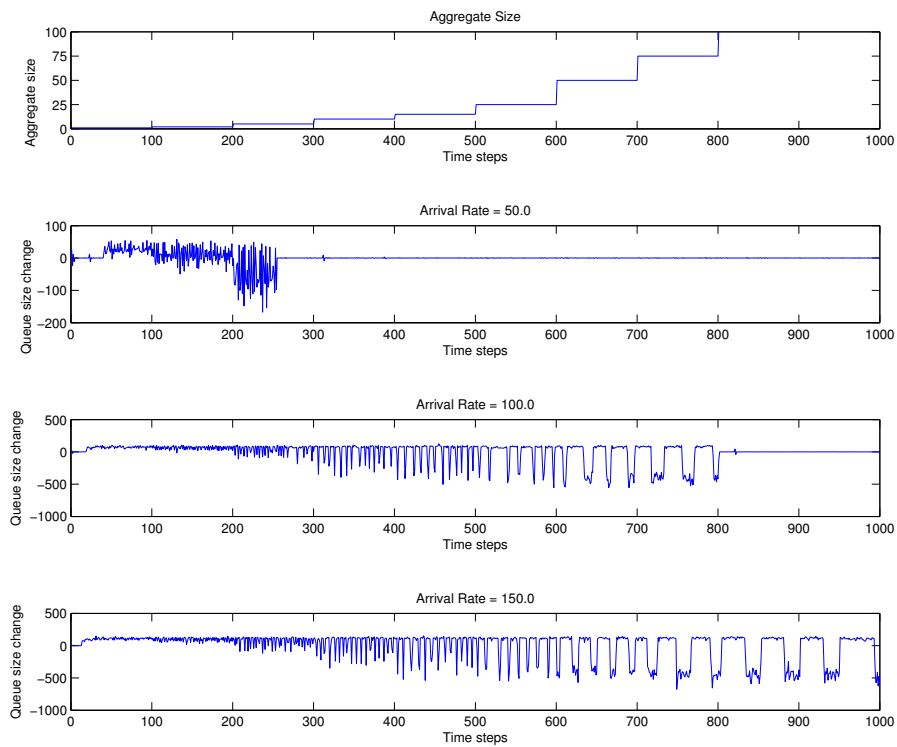 Aggregate Size
100
75
50
25
0
Aggregate size
0 100 200 300 400 500 600 700 800 900 1000
Time steps
Arrival Rate = 50.0
100
0
−100
−200
Queue size change
0 100 200 300 400 500 600 700 800 900 1000
Time steps
Arrival Rate = 100.0
500
0
−500
−1000
Queue size change
0 100 200 300 400 500 600 700 800 900 1000
Time steps
Arrival Rate = 150.0
500
0
−500
−1000
Queue size change
0 100 200 300 400 500 600 700 800 900 1000
Time steps